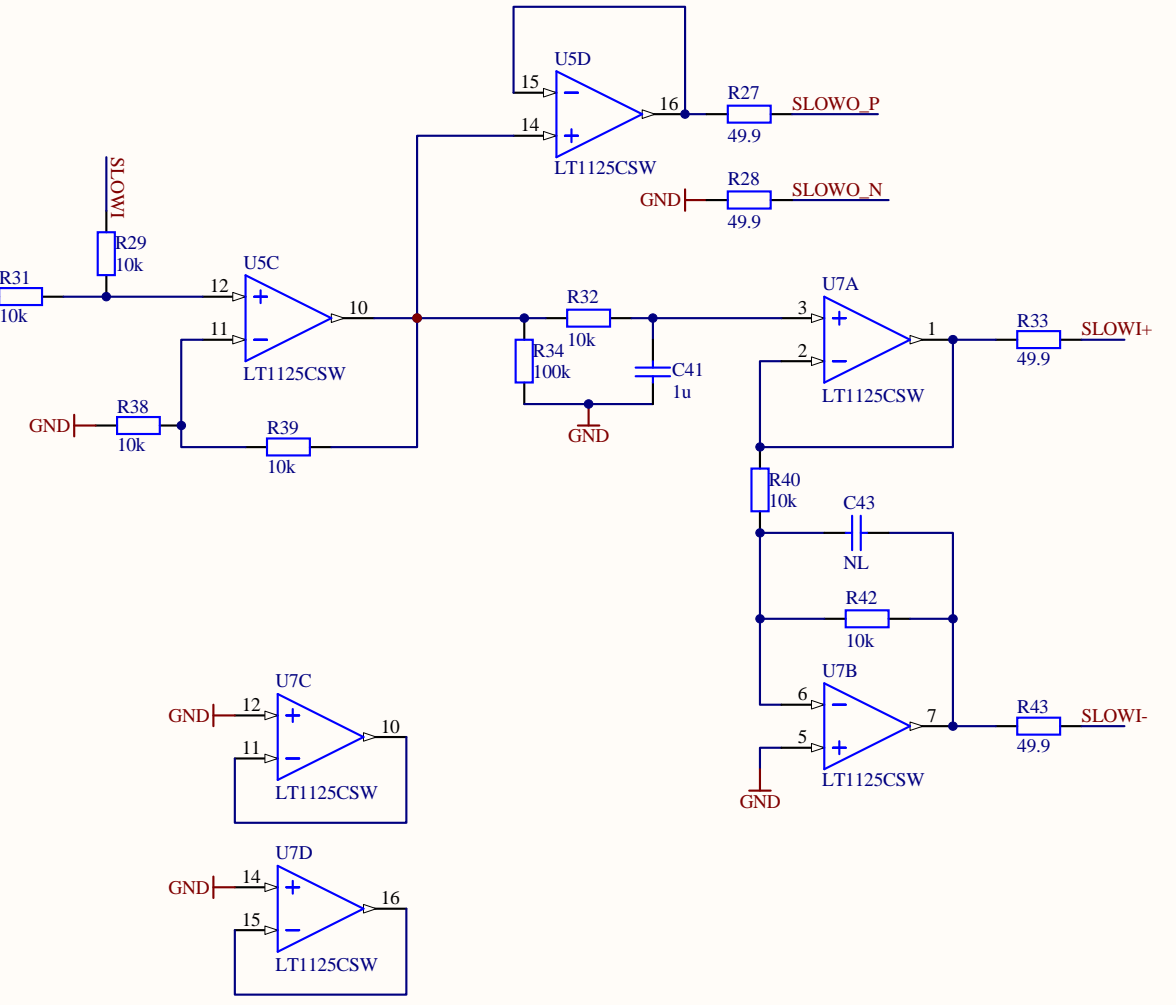 U5D
15
16
14
LT1125CSW
R27
SLOWO_P
49.9
R28
GND
SLOWO_N
49.9
SLOWI
R29
10k
R31
10k
U5C
12
10
11
LT1125CSW
R38
GND
10k
R39
10k
R32
10k
R34
100k
C41
1u
GND
U7A
3
1
2
LT1125CSW
R33
SLOWI+
49.9
R40
10k
C43
NL
R42
10k
U7B
6
7
5
LT1125CSW
GND
R43
SLOWI-
49.9
U7C
GND
12
10
11
LT1125CSW
U7D
GND
14
16
15
LT1125CSW